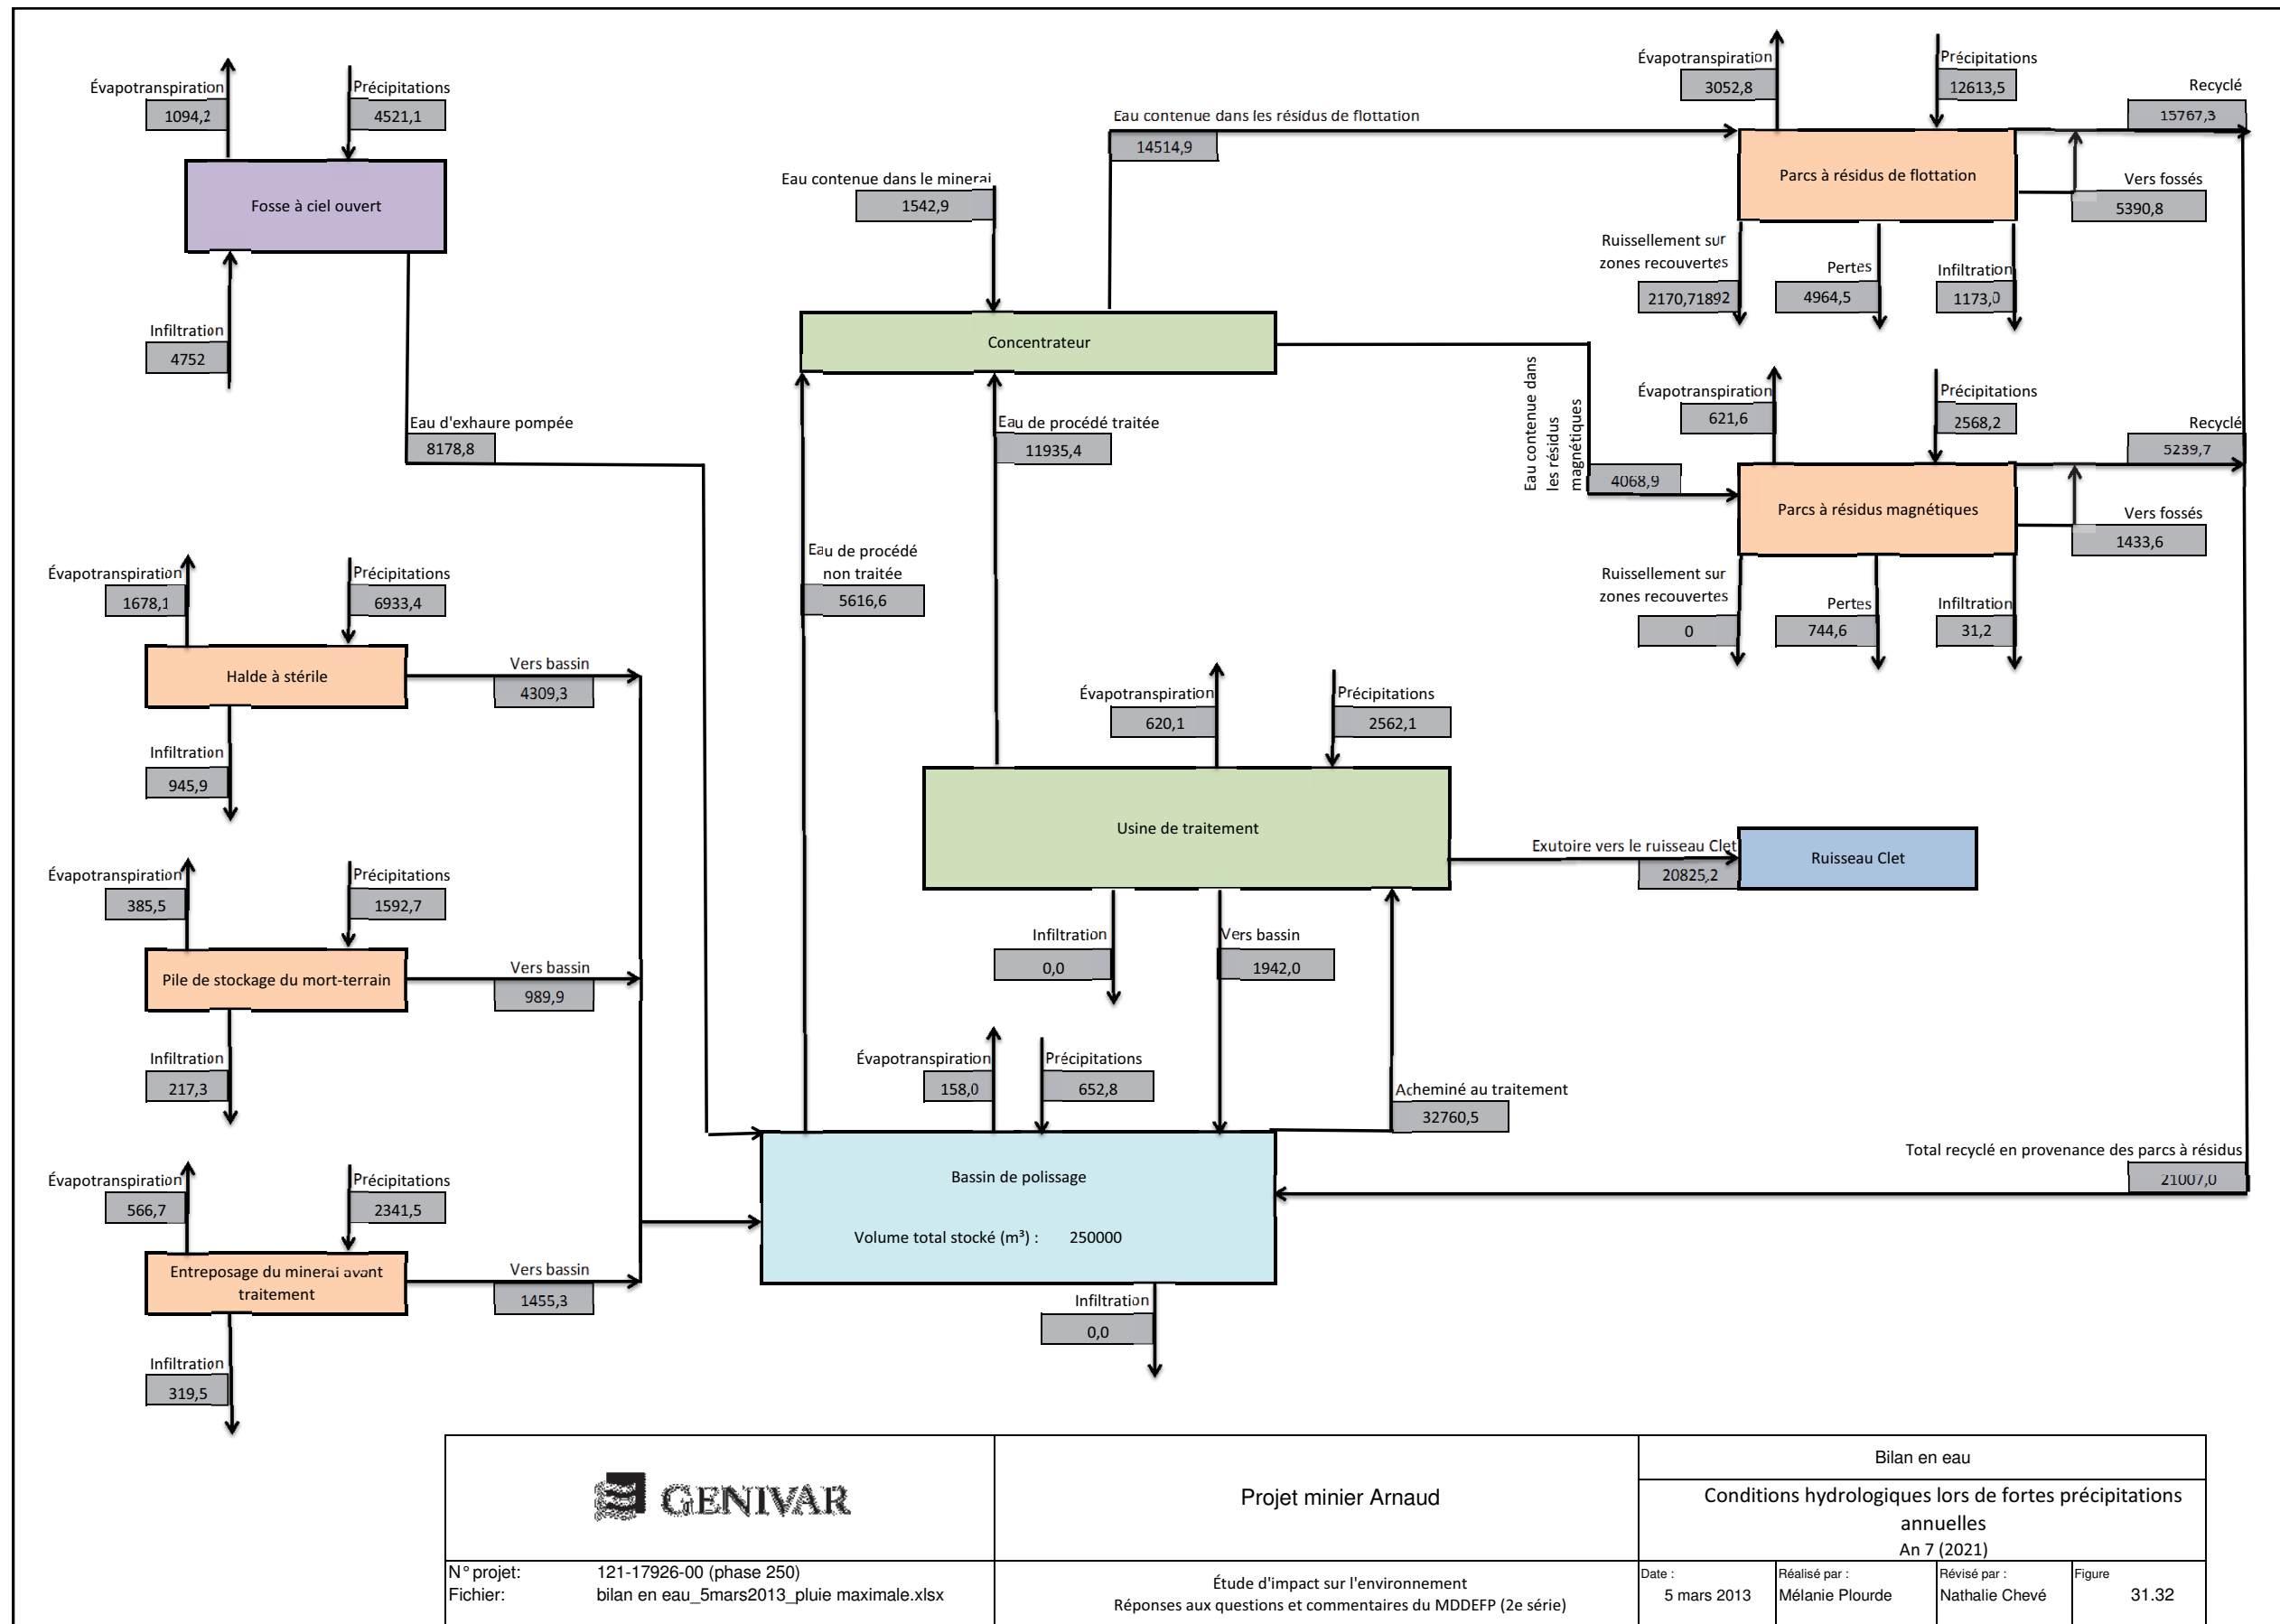 Évapotranspiration
1094,2
Précipitations
4521,1
Fosse à ciel ouvert
Infiltration
4752
Eau d'exhaure pompée
8178,8
Évapotranspiration
1678,1
Précipitations
6933,4
Halde à stérile
Vers bassin
4309,3
Infiltration
945,9
Évapotranspiration
385,5
Précipitations
1592,7
Pile de stockage du mort-terrain
Vers bassin
989,9
Infiltration
217,3
Évapotranspiration
566,7
Précipitations
2341,5
Entreposage du minerai avant
traitement
Vers bassin
1455,3
Infiltration
319,5
Eau contenue dans les résidus de flottation
14514,9
Eau contenue dans le minerai
1542,9
Concentrateur
Eau de procédé traitée
11935,4
Eau de procédé
non traitée
5616,6
Eau contenue dans
les résidus
magnétiques
4068,9
Évapotranspiration
620,1
Précipitations
2562,1
Usine de traitement
Exutoire vers le ruisseau Clet
20825,2
Ruisseau Clet
Infiltration
0,0
Vers bassin
1942,0
Évapotranspiration
158,0
Précipitations
652,8
Acheminé au traitement
32760,5
Bassin de polissage
Volume total stocké (m³) : 250000
Infiltration
0,0
Évapotranspiration
3052,8
Précipitations
12613,5
Recyclé
15767,3
Parcs à résidus de flottation
Vers fossés
5390,8
Ruissellement sur
zones recouvertes
2170,71892
Pertes
4964,5
Infiltration
1173,0
Évapotranspiration
621,6
Précipitations
2568,2
Recyclé
5239,7
Parcs à résidus magnétiques
Vers fossés
1433,6
Ruissellement sur
zones recouvertes
0
Pertes
744,6
Infiltration
31,2
Total recyclé en provenance des parcs à résidus
21007,0
GENIVAR
N° projet: 121-17926-00 (phase 250)
Fichier: bilan en eau_5mars2013_pluie maximale.xlsx
Projet minier Arnaud
Étude d'impact sur l'environnement
Réponses aux questions et commentaires du MDDEFP (2e série)
Bilan en eau
Conditions hydrologiques lors de fortes précipitations
annuelles
An 7 (2021)
Date :
5 mars 2013
Réalisé par :
Mélanie Plourde
Révisé par :
Nathalie Chevé
Figure
31.32